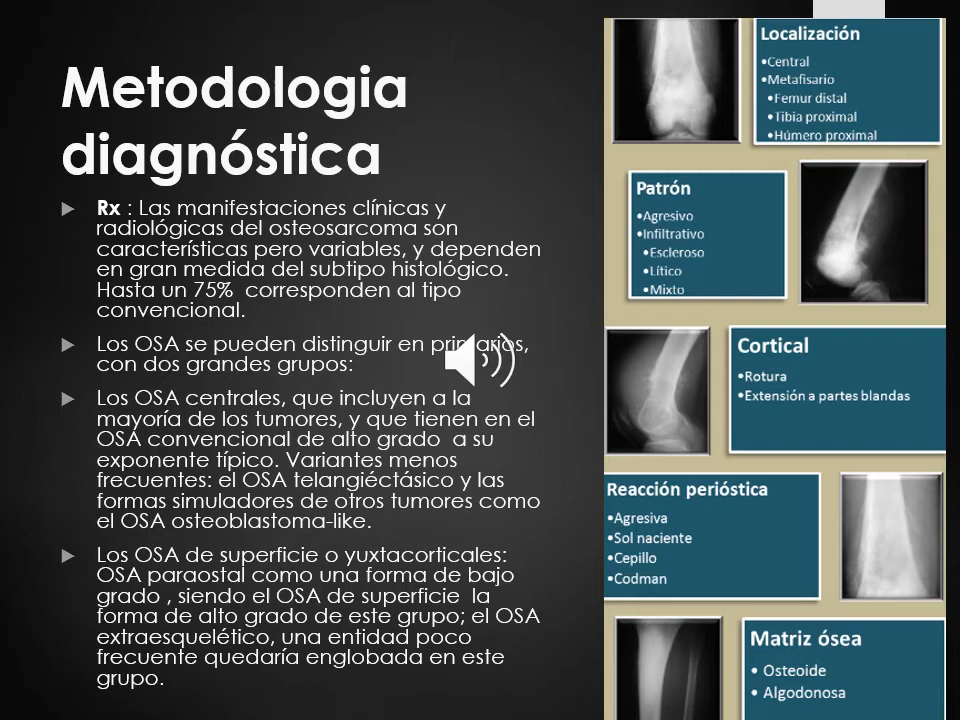 Metodologia
diagnóstica
Rx : Las manifestaciones clínicas y
radiológicas del osteosarcoma son
características pero variables, y dependen
en gran medida del subtipo histológico.
Hasta un 75% corresponden al tipo
convencional.
Los OSA se pueden distinguir en primarios,
con dos grandes grupos:
Los OSA centrales, que incluyen a la
mayoría de los tumores, y que tienen en el
OSA convencional de alto grado a su
exponente típico. Variantes menos
frecuentes: el OSA telangiéctásico y las
formas simuladores de otros tumores como
el OSA osteoblastoma-like.
Los OSA de superficie o yuxtacorticales:
OSA paraostal como una forma de bajo
grado , siendo el OSA de superficie la
forma de alto grado de este grupo; el OSA
extraesquelético, una entidad poco
frecuente quedaría englobada en este
grupo.
Localización
•Central
•Metafisario
•Femur distal
•Tibia proximal
•Húmero proximal
Patrón
•Agresivo
•Infiltrativo
•Escleroso
•Lítico
•Mixto
Cortical
•Rotura
•Extensión a partes blandas
Reacción perióstica
•Agresiva
•Sol naciente
•Cepillo
•Codman
Matriz ósea
• Osteoide
• Algodonosa